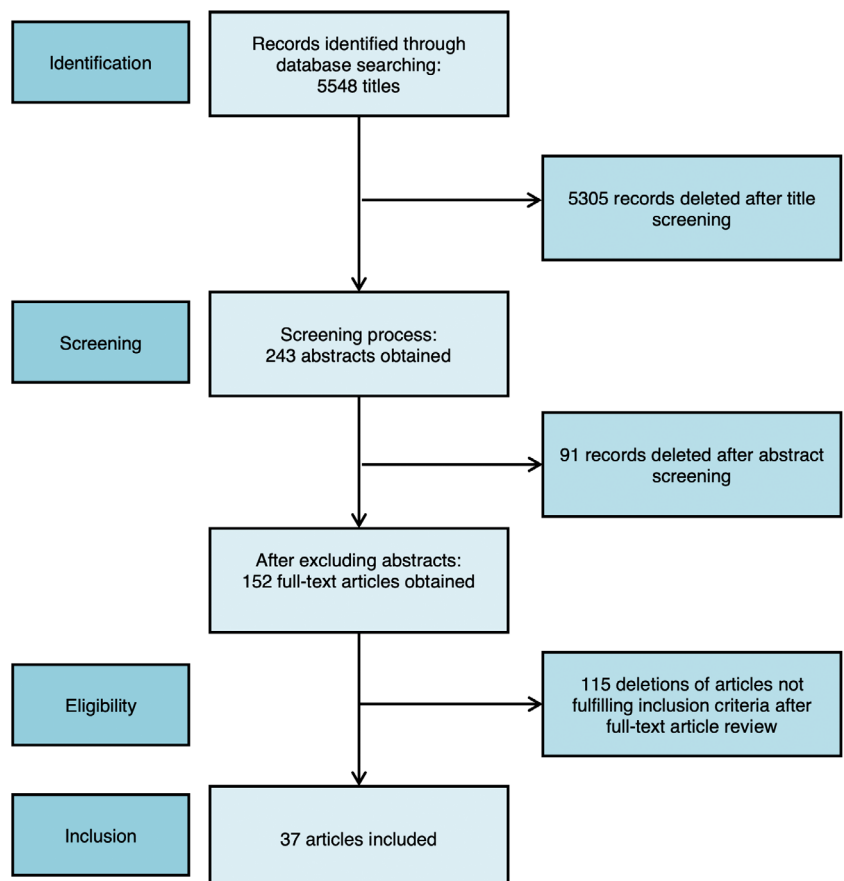 Identification
Records identified through
database searching:
5548 titles
5305 records deleted after title
screening
Screening
Screening process:
243 abstracts obtained
91 records deleted after abstract
screening
After excluding abstracts:
152 full-text articles obtained
Eligibility
115 deletions of articles not
fulfilling inclusion criteria after
full-text article review
Inclusion
37 articles included